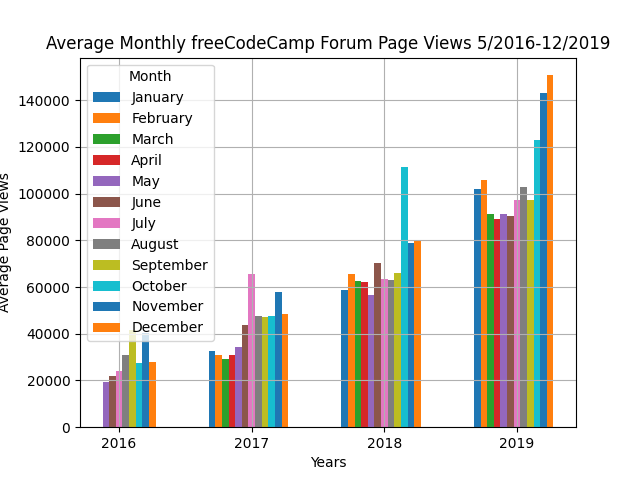 Average Monthly freeCodeCamp Forum Page Views 5/2016-12/2019
Month
January
February
March
April
May
June
July
August
September
October
November
December
140000
120000
100000
80000
60000
40000
20000
0
Average Page Views
2016 2017 2018 2019
Years